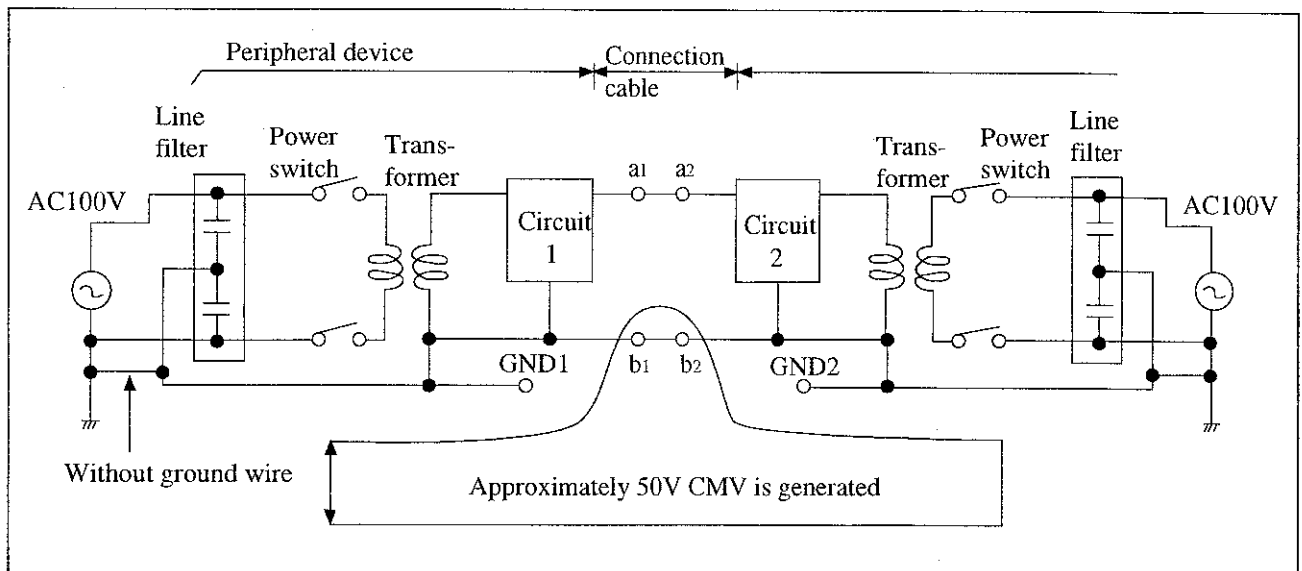 Peripheral device
Connection
cable
Line
filter
Power
switch
Trans-
former
AC100V
Circuit
1
a1
a2
Circuit
2
Trans-
former
Power
switch
Line
filter
AC100V
GND1
b1
b2
GND2
Without ground wire
Approximately 50V CMV is generated